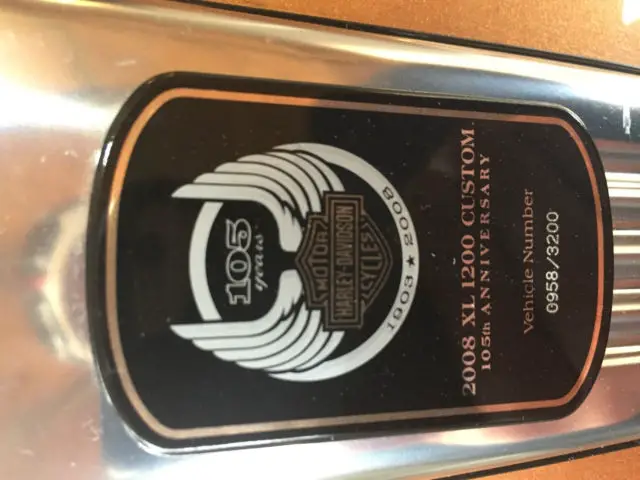 105
years
MOTOR
HARLEY-DAVIDSON
CYCLES
1903 ★ 2008
2008 XL 1200 CUSTOM
105th ANNIVERSARY
Vehicle Number
0958/3200